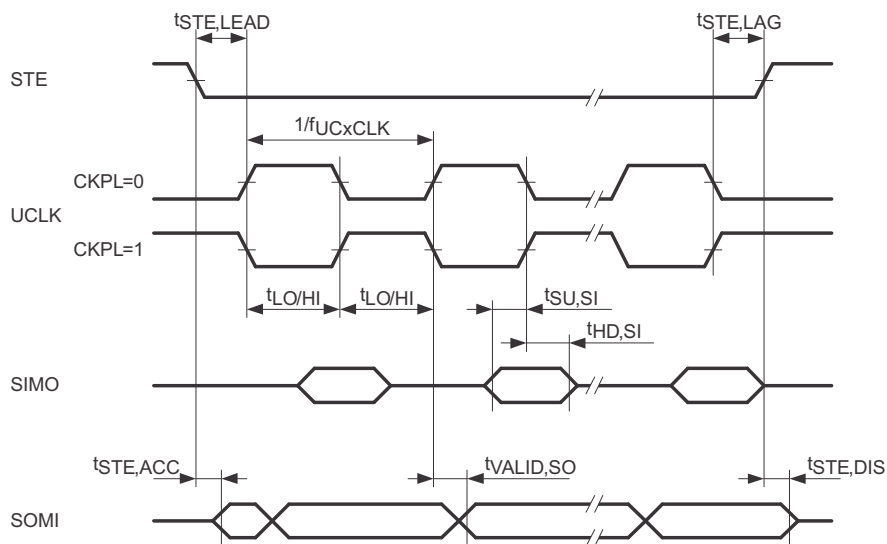 tSTE,LEAD
tSTE,LAG
STE
1/fUCxCLK
CKPL=0
UCLK
CKPL=1
tLO/HI
tLO/HI
tSU,SI
tHD,SI
SIMO
tSTE,ACC
tVALID,SO
tSTE,DIS
SOMI